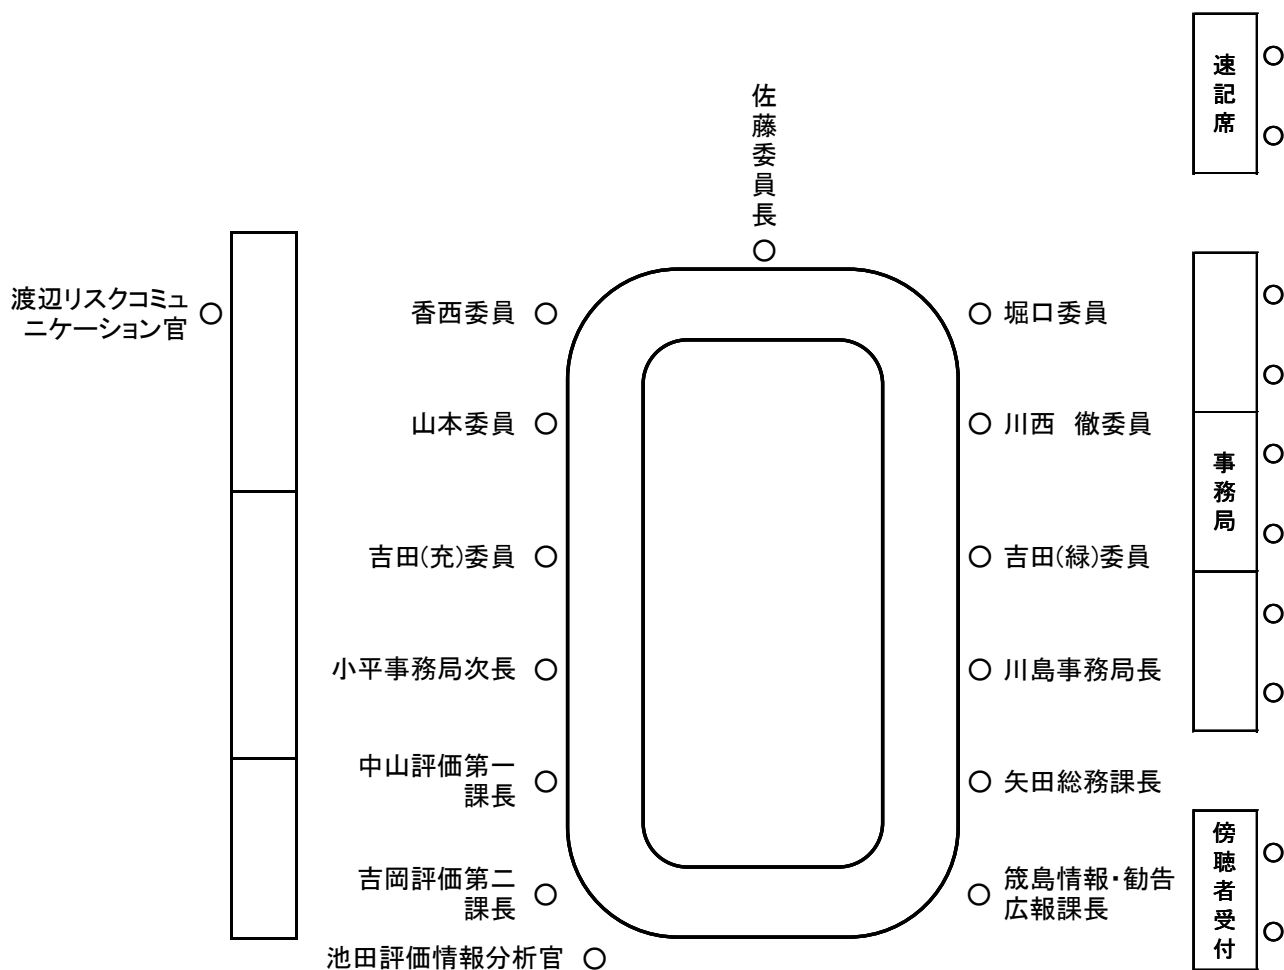 速記席
佐藤委員長
渡辺リスクコミュ
ニケーション官
香西委員
堀口委員
山本委員
川西　徹委員
事務局
吉田(充)委員
吉田(緑)委員
小平事務局次長
川島事務局長
中山評価第一
課長
矢田総務課長
吉岡評価第二
課長
筬島情報・勧告
広報課長
傍聴者受付
池田評価情報分析官